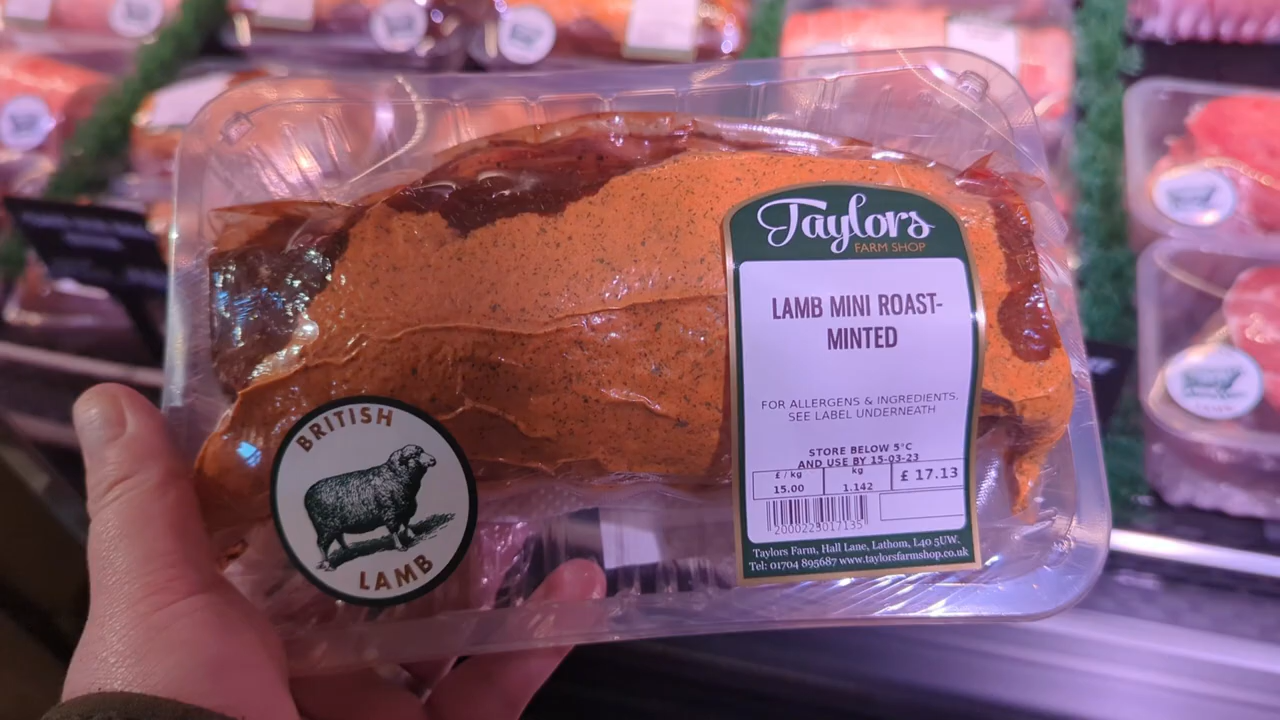 Taylors
FARM SHOP
LAMB MINI ROAST-
MINTED
FOR ALLERGENS & INGREDIENTS,
SEE LABEL UNDERNEATH
STORE BELOW 5°C
AND USE BY 15-03-23
£ / kg kg £ 17.13
15.00 1.142
2000223017135
Taylors Farm, Hall Lane, Lathom, L40 5UW.
Tel: 01704 895687 www.taylorsfarmshop.co.uk
BRITISH
LAMB